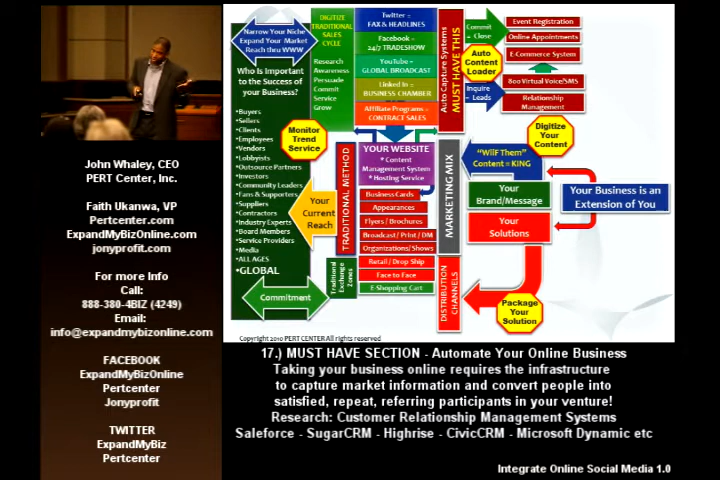 John Whaley, CEO
PERT Center, Inc.
Faith Ukanwa, VP
Pertcenter.com
ExpandMyBizOnline.com
jonyprofit.com
For more Info
Call:
888-380-4BIZ (4249)
Email:
info@expandmybizonline.com
FACEBOOK
ExpandMyBizOnline
Pertcenter
Jonyprofit
TWITTER
ExpandMyBiz
Pertcenter
Narrow Your Niche
Expand Your Market
Reach thru WWW
Who Is Important
to the Success of
your Business?
•Buyers
•Sellers
•Clients
•Employees
•Vendors
•Lobbyists
•Outsource Partners
•Investors
•Community Leaders
•Fans & Supporters
•Suppliers
•Contractors
•Industry Experts
•Board Members
•Service Providers
•Media
•ALL AGES
•GLOBAL
Commitment
DIGITIZE
TRADITIONAL
SALES
CYCLE
Research
Awareness
Persuade
Commit
Service
Grow
Monitor
Trend
Service
Your
Current
Reach
Twitter =
FAX & HEADLINES
Facebook =
24/7 TRADESHOW
YouTube =
GLOBAL BROADCAST
Linked In =
BUSINESS CHAMBER
Affiliate Programs =
CONTRACT SALES
TRADITIONAL METHOD
YOUR WEBSITE
* Content
Management System
* Hosting Service
Business Cards
Appearances
Flyers / Brochures
Broadcast / Print / DM
Organizations/Shows
Traditional
Exchange
Zones
Retail / Drop Ship
Face to Face
E-Shopping Cart
Auto Capture Systems
MUST HAVE THIS
Commit
= Close
Auto
Content
Loader
Inquire
= Leads
Event Registration
Online Appointments
E-Commerce System
800 Virtual Voice/SMS
Relationship
Management
Digitize
Your
Content
MARKETING MIX
"WiiF Them"
Content = KING
Your
Brand/Message
Your
Solutions
Your Business is an
Extension of You
DISTRIBUTION
CHANNELS
Package
Your
Solution
Copyright 2010 PERT CENTER All rights reserved
17.) MUST HAVE SECTION - Automate Your Online Business
Taking your business online requires the infrastructure
to capture market information and convert people into
satisfied, repeat, referring participants in your venture!
Research: Customer Relationship Management Systems
Saleforce - SugarCRM - Highrise - CivicCRM - Microsoft Dynamic etc
Integrate Online Social Media 1.0